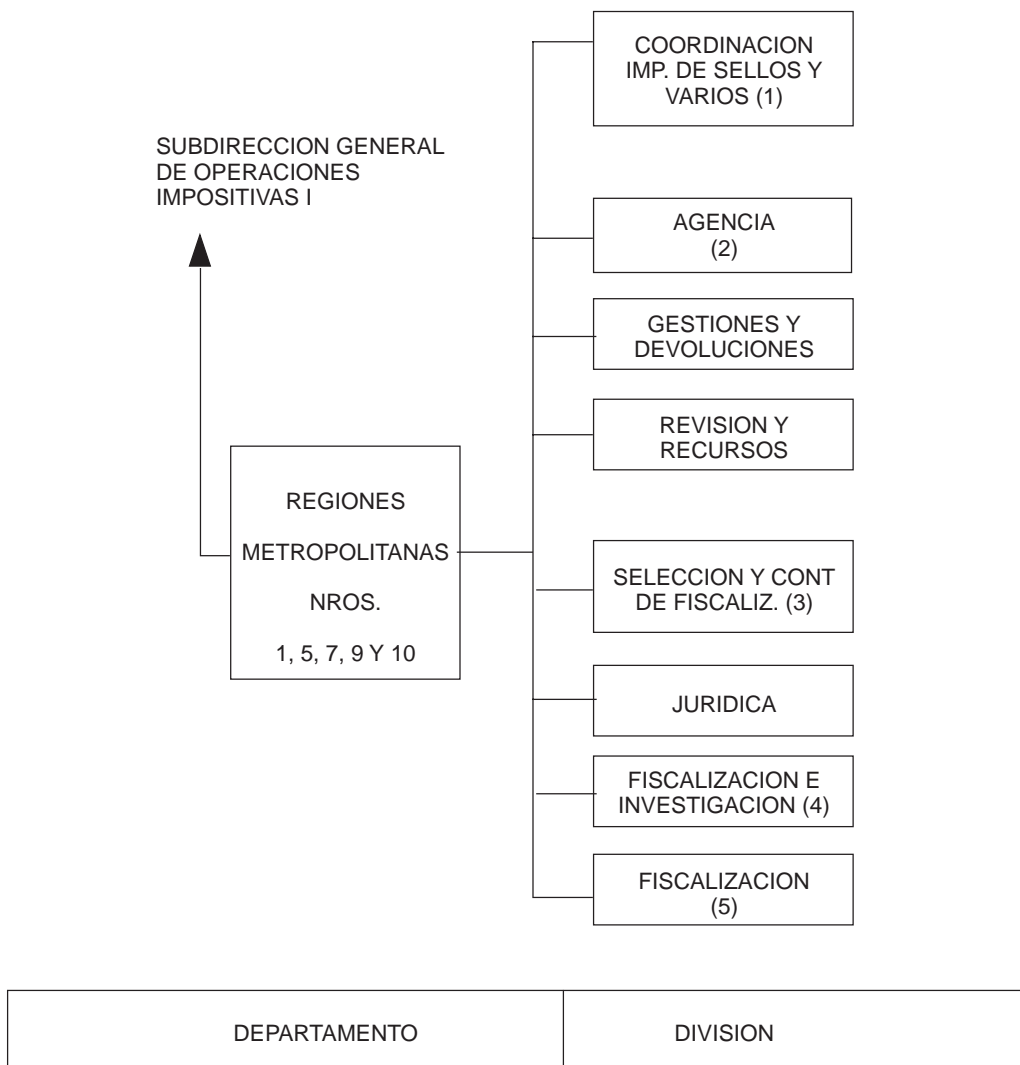 COORDINACION
IMP. DE SELLOS Y
VARIOS (1)
SUBDIRECCION GENERAL
DE OPERACIONES
IMPOSITIVAS I
AGENCIA
(2)
GESTIONES Y
DEVOLUCIONES
REVISION Y
RECURSOS
REGIONES
METROPOLITANAS
NROS.
1, 5, 7, 9 Y 10
SELECCION Y CONT
DE FISCALIZ. (3)
JURIDICA
FISCALIZACION E
INVESTIGACION (4)
FISCALIZACION
(5)
DEPARTAMENTO
DIVISION